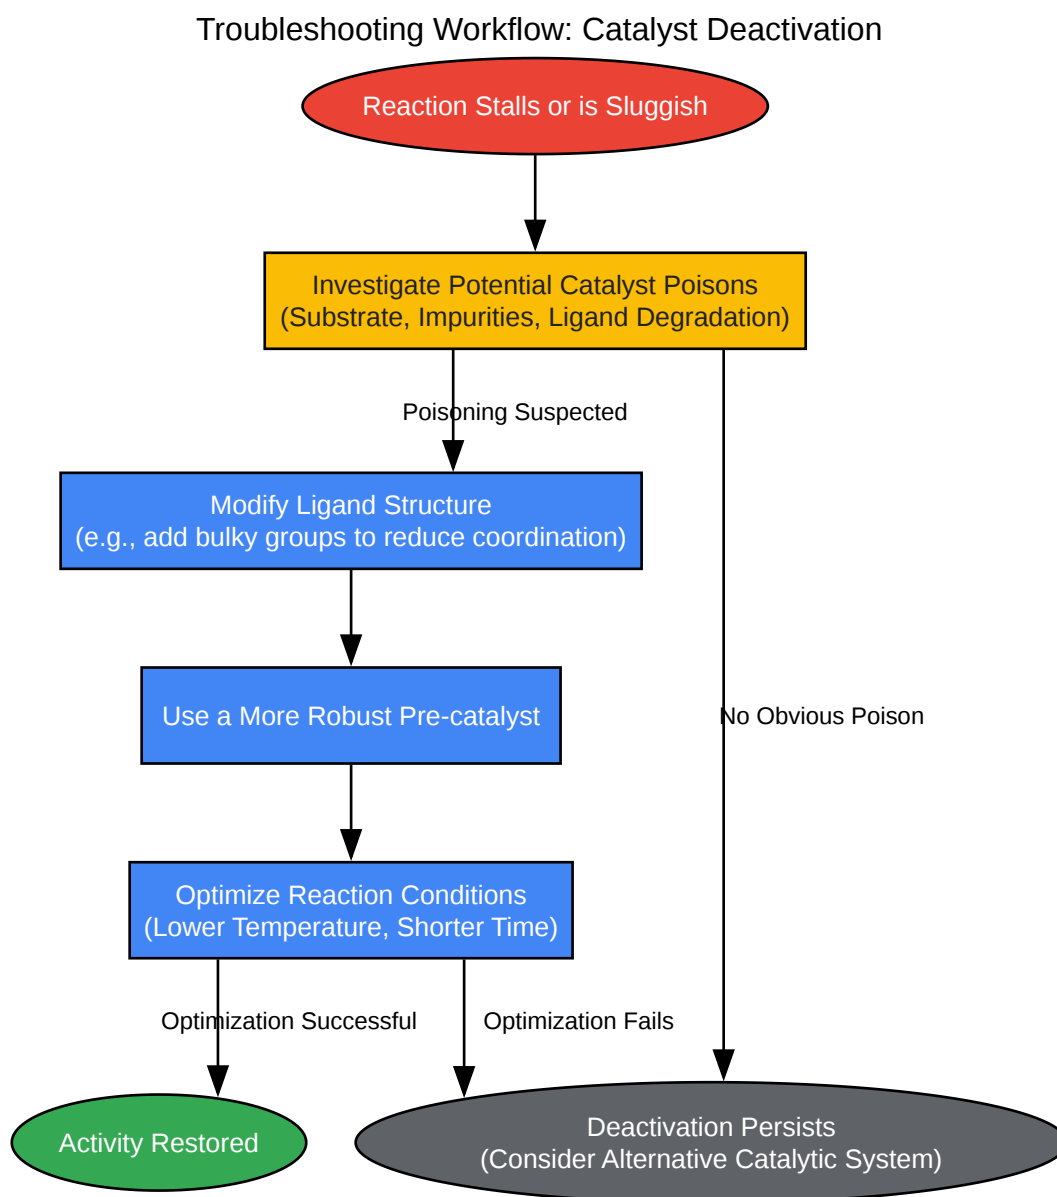 Troubleshooting Workflow: Catalyst Deactivation
Reaction Stalls or is Sluggish
Investigate Potential Catalyst Poisons
(Substrate, Impurities, Ligand Degradation)
Poisoning Suspected
Modify Ligand Structure
(e.g., add bulky groups to reduce coordination)
Use a More Robust Pre-catalyst
No Obvious Poison
Optimize Reaction Conditions
(Lower Temperature, Shorter Time)
Optimization Successful
Optimization Fails
Activity Restored
Deactivation Persists
(Consider Alternative Catalytic System)